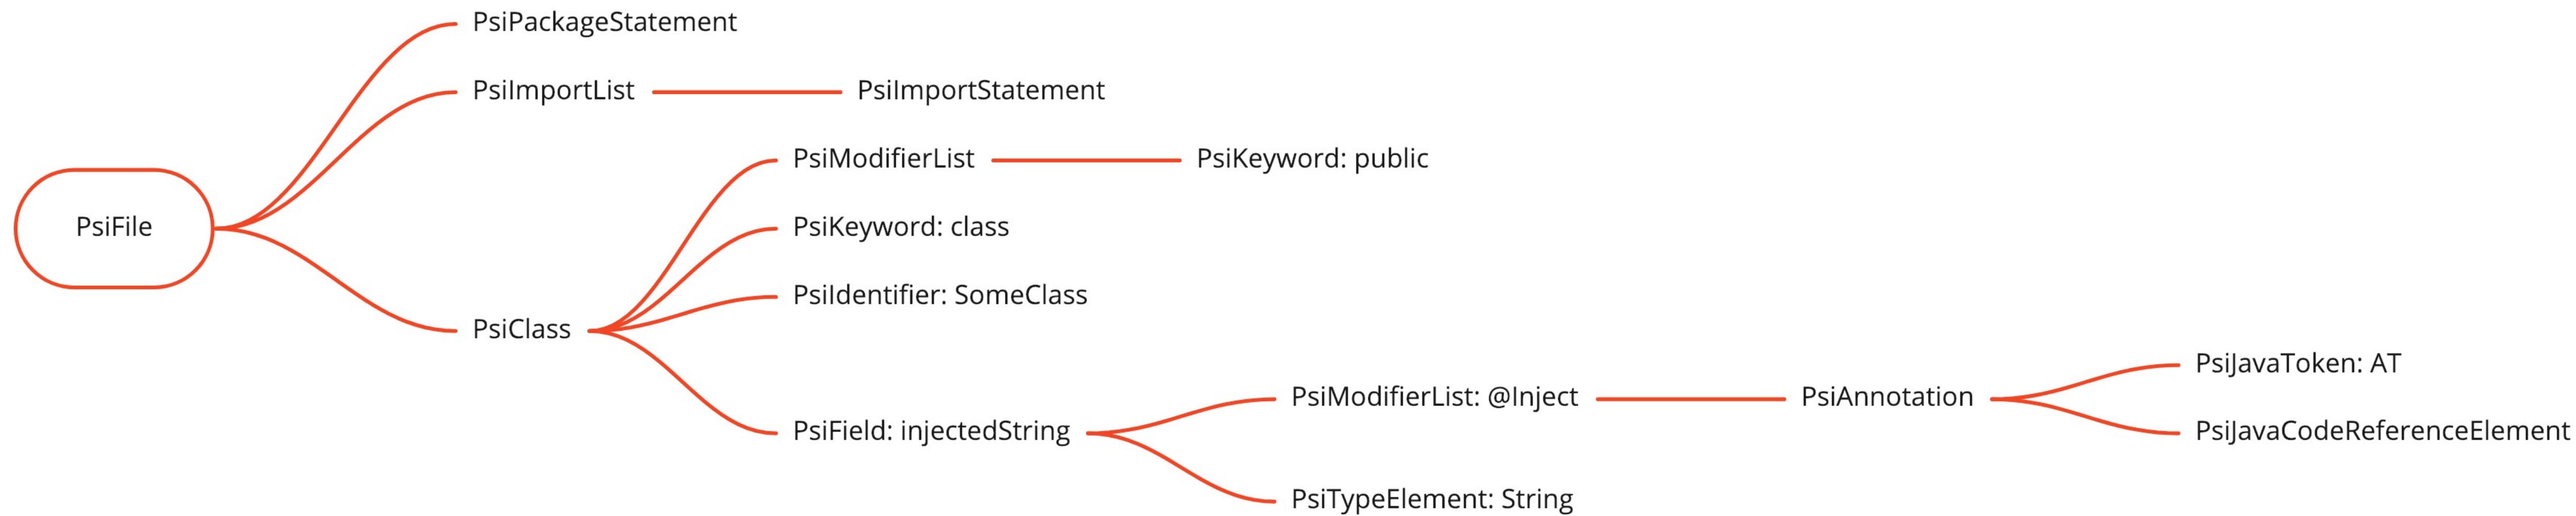 PsiFile
PsiPackageStatement
PsiImportList
PsiImportStatement
PsiClass
PsiModifierList
PsiKeyword: public
PsiKeyword: class
PsiIdentifier: SomeClass
PsiField: injectedString
PsiModifierList: @Inject
PsiAnnotation
PsiJavaToken: AT
PsiJavaCodeReferenceElement
PsiTypeElement: String